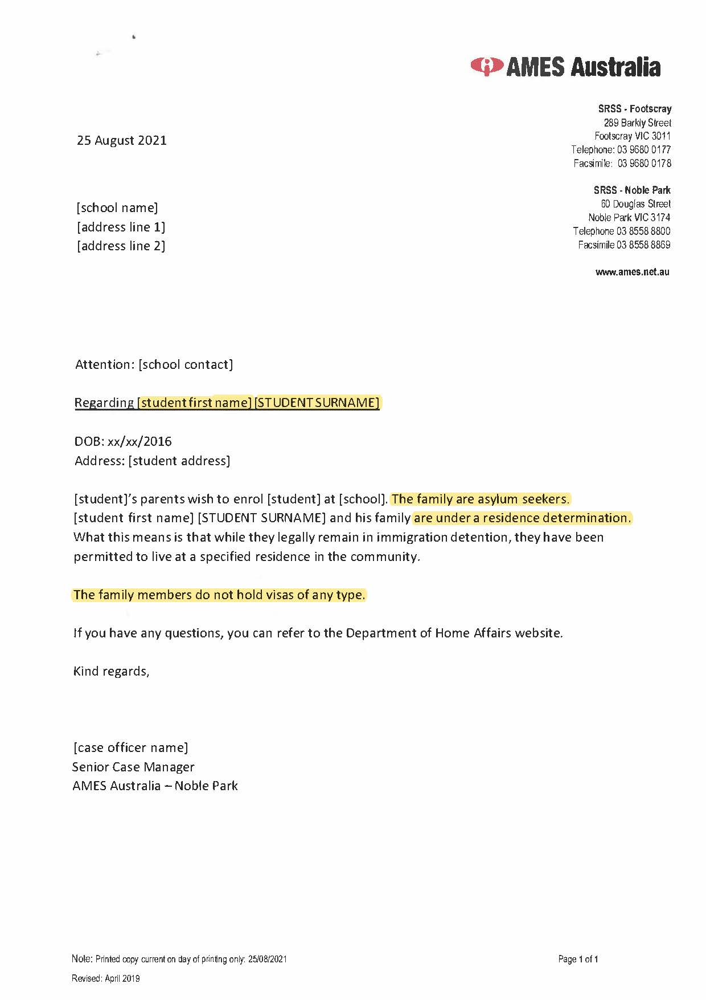 AMES Australia
SRSS - Footscray
289 Barkly Street
Footscray VIC 3011
Telephone: 03 9680 0177
Facsimile: 03 9680 0178
SRSS - Noble Park
60 Douglas Street
Noble Park VIC 3174
Telephone 03 8558 8800
Facsimile 03 8558 8869
www.ames.net.au
25 August 2021
[school name]
[address line 1]
[address line 2]
Attention: [school contact]
Regarding [student first name] [STUDENT SURNAME]
DOB: xx/xx/2016
Address: [student address]
[student]’s parents wish to enrol [student] at [school]. The family are asylum seekers.
[student first name] [STUDENT SURNAME] and his family are under a residence determination.
What this means is that while they legally remain in immigration detention, they have been
permitted to live at a specified residence in the community.
The family members do not hold visas of any type.
If you have any questions, you can refer to the Department of Home Affairs website.
Kind regards,
[case officer name]
Senior Case Manager
AMES Australia – Noble Park
Note: Printed copy current on day of printing only: 25/08/2021
Page 1 of 1
Revised: April 2019